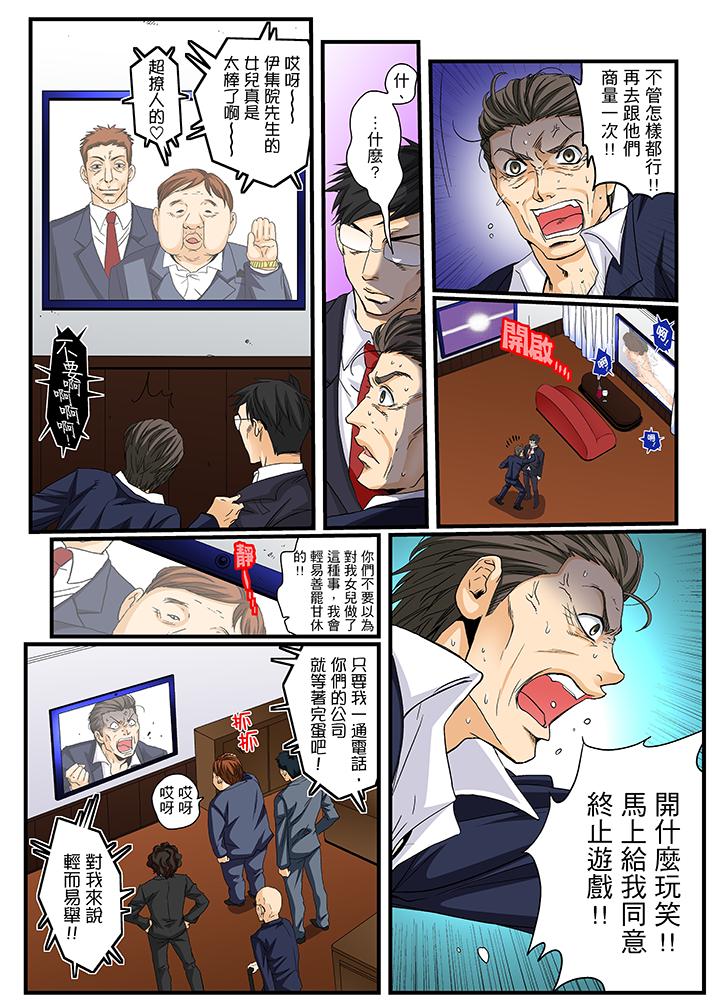 不管怎樣都行!!
再去跟他們
商量一次!!
開啟
啊!
啊
啊!
什、
…什麼?
哎呀~
伊集院先生的
女兒真是
太棒了啊~
超撩人的♡
不要啊
啊啊啊!
開什麼玩笑!!
馬上給我同意
終止遊戲!!
你們不要以為
對我女兒做了
這種事，我會
輕易善罷甘休
的!!
靜~
只要我一通電話，
你們的公司
就等著完蛋吧!
折
折
哎呀
哎呀
對我來說
輕而易舉!!